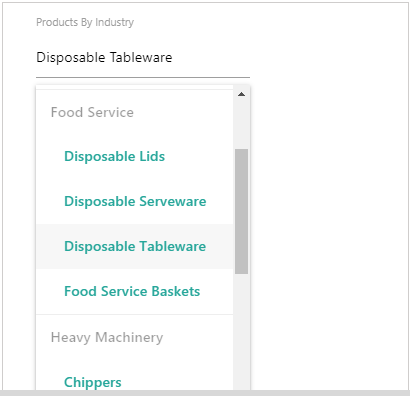 Products By Industry
Disposable Tableware
Food Service
Disposable Lids
Disposable Serveware
Disposable Tableware
Food Service Baskets
Heavy Machinery
Chippers